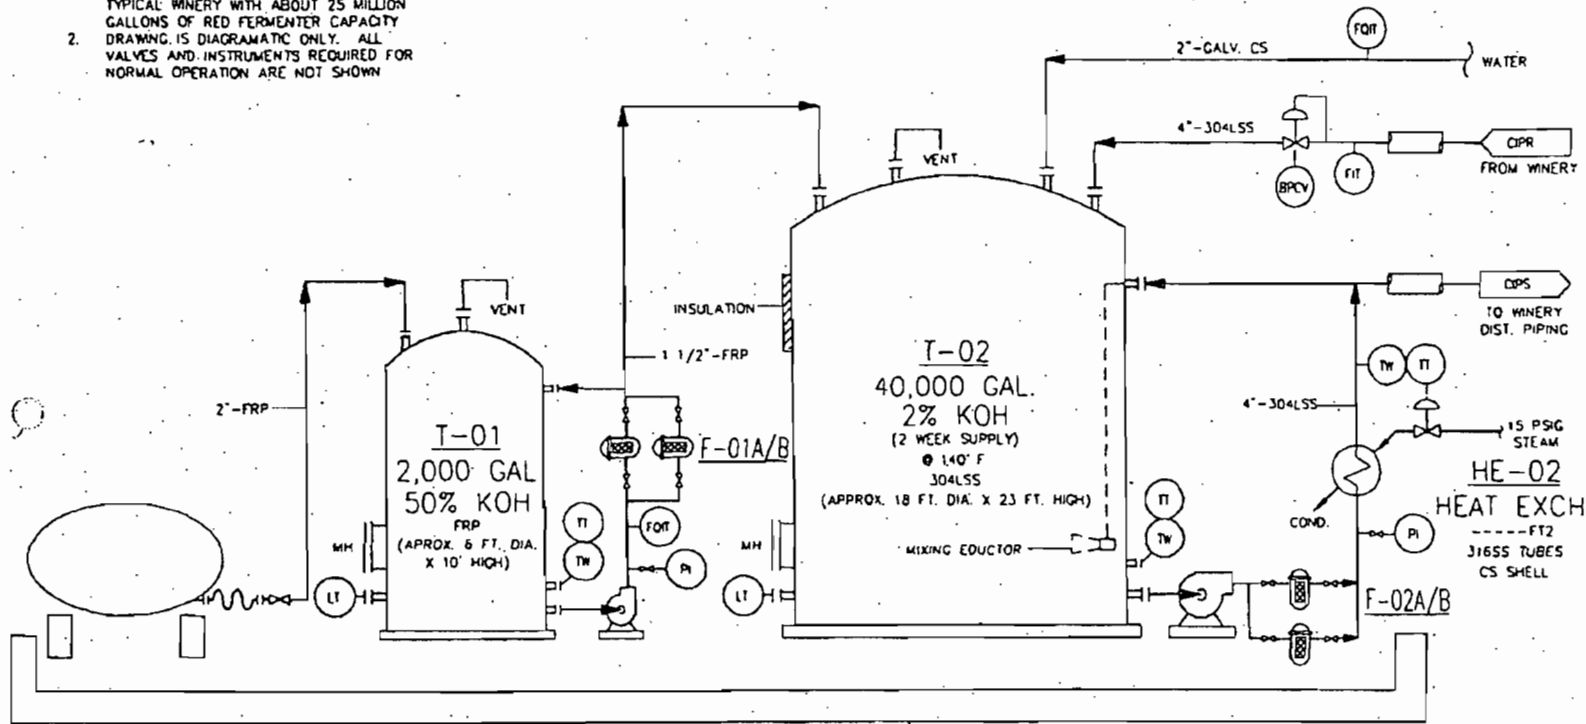 TYPICAL WINERY WITH ABOUT 25 MILLION
GALLONS OF RED FERMENTER CAPACITY
2. DRAWING IS DIAGRAMATIC ONLY. ALL
VALVES AND INSTRUMENTS REQUIRED FOR
NORMAL OPERATION ARE NOT SHOWN
FQIT
2"-GALV. CS
WATER
4"-304LSS
CIPR
FROM WINERY
BPCV
FIT
VENT
VENT
INSULATION
1 1/2"-FRP
2"-FRP
CIPS
TO WINERY
DIST. PIPING
TW
TT
4"-304LSS
15 PSIG
STEAM
T-01
2,000 GAL
50% KOH
FRP
(APROX. 6 FT. DIA.
X 10' HIGH)
F-01A/B
T-02
40,000 GAL.
2% KOH
(2 WEEK SUPPLY)
@ 140° F
304LSS
(APPROX. 18 FT. DIA. X 23 FT. HIGH)
MIXING EDUCTOR
HE-02
HEAT EXCH
-----FT2
316SS TUBES
CS SHELL
COND.
PI
MH
LT
TT
TW
FQIT
PI
MH
LT
TT
TW
F-02A/B